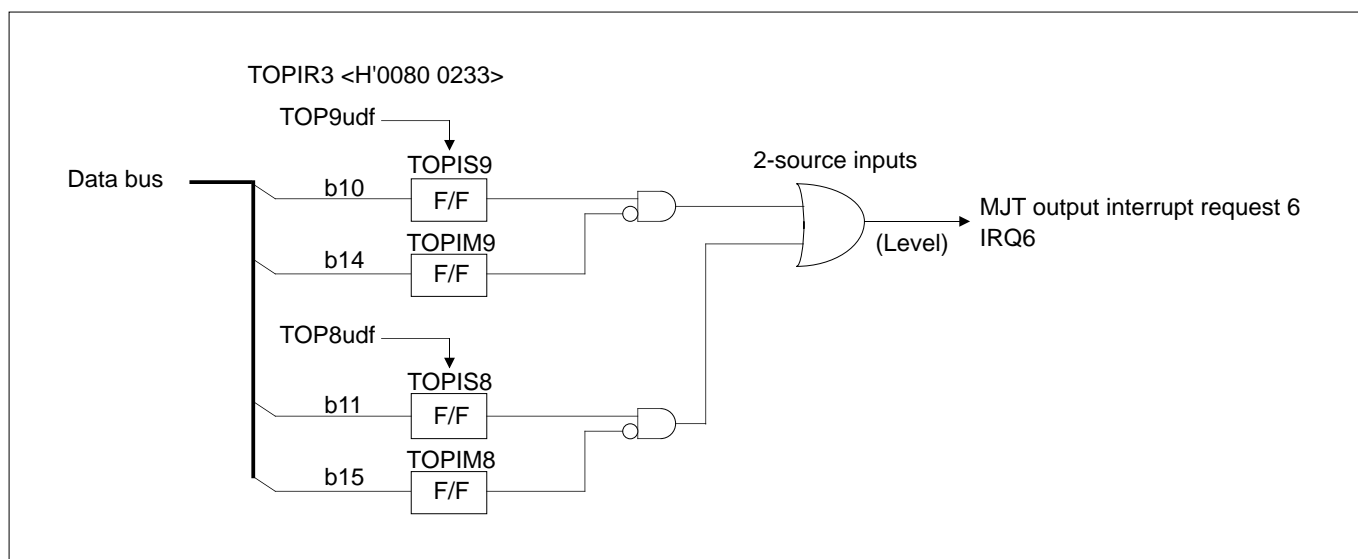 TOPIR3 <H'0080 0233>
TOP9udf
TOPIS9
2-source inputs
Data bus
b10
F/F
MJT output interrupt request 6
TOPIM9
(Level)
IRQ6
b14
F/F
TOP8udf
TOPIS8
b11
F/F
TOPIM8
b15
F/F